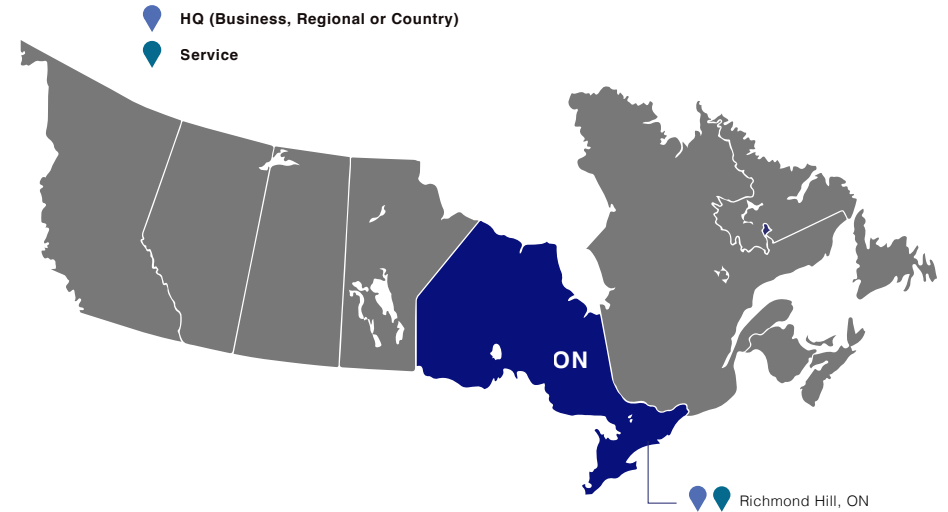 HQ (Business, Regional or Country)
Service
ON
Richmond Hill, ON